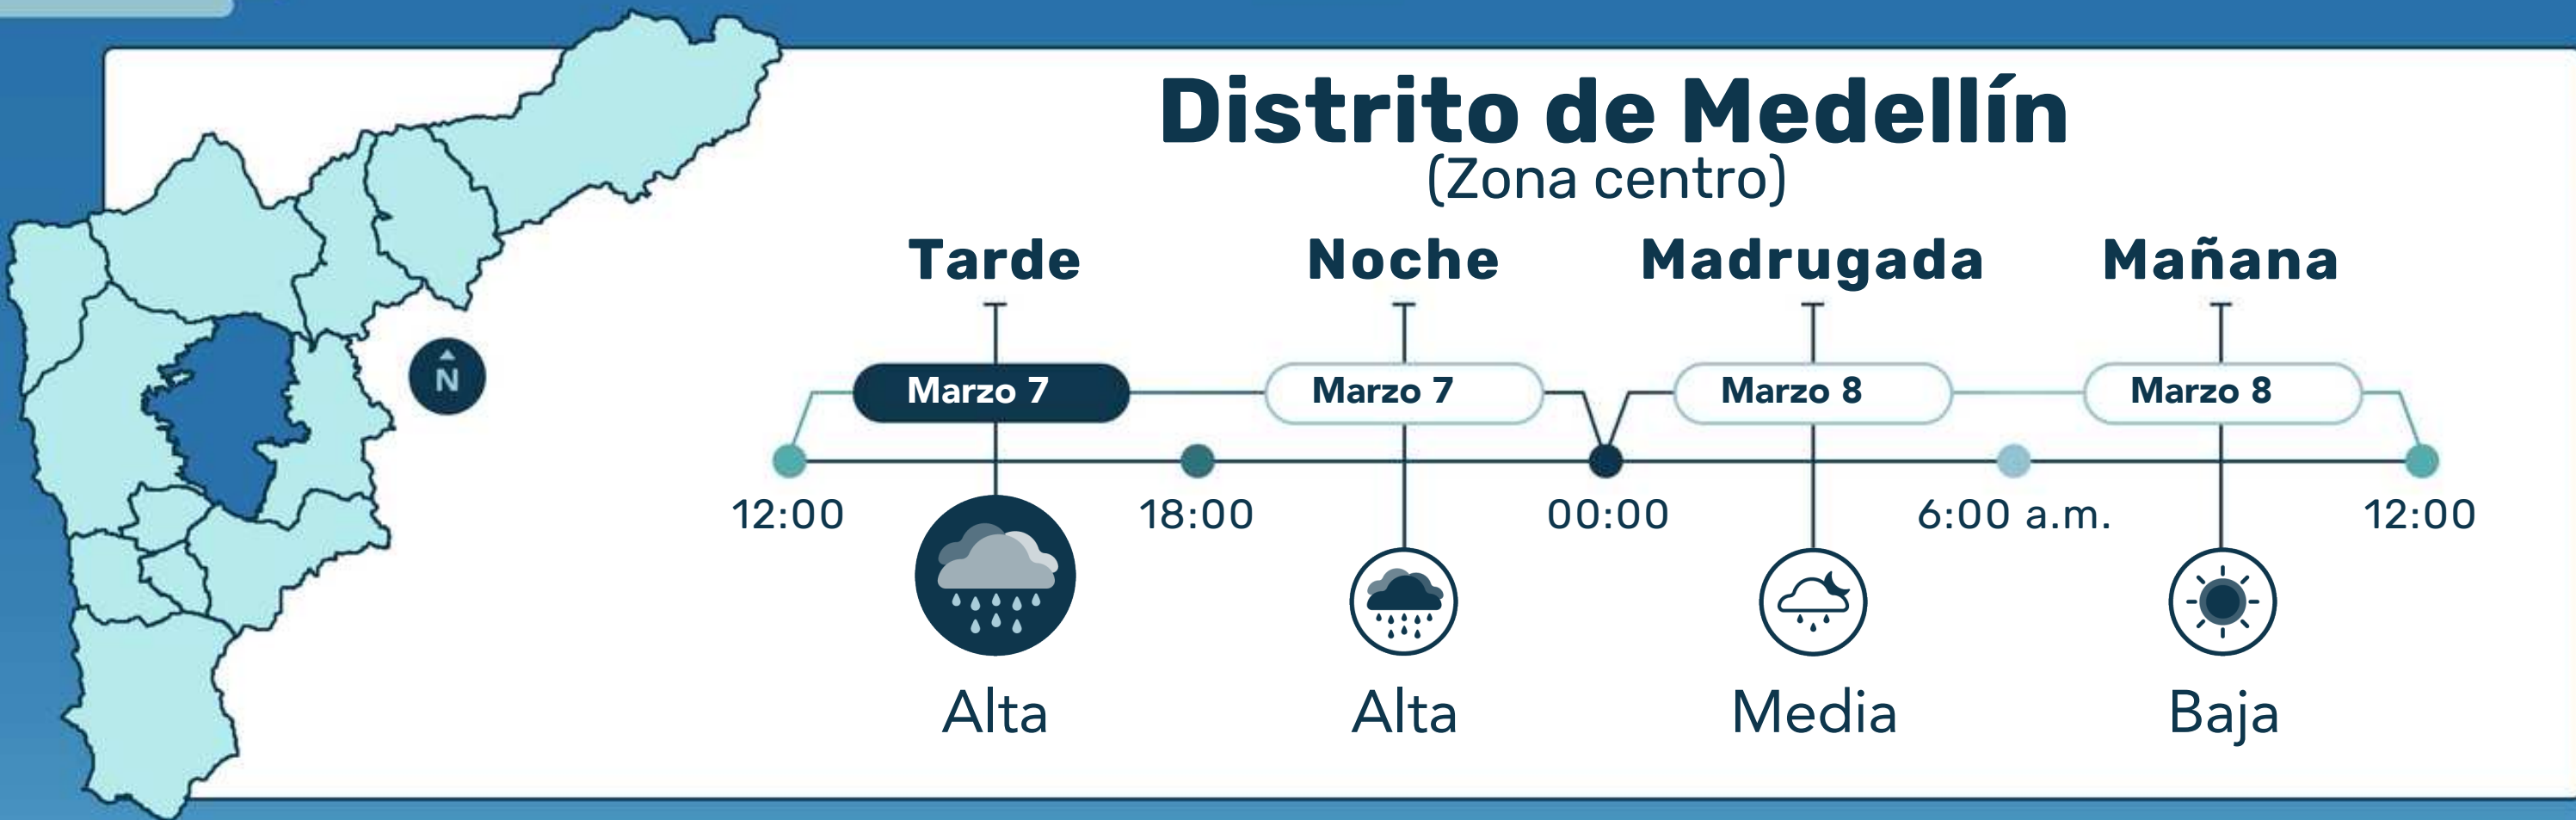 Distrito de Medellín
(Zona centro)
Tarde Noche Madrugada Mañana
N
Marzo 7 Marzo 7 Marzo 8 Marzo 8
12:00 18:00 00:00 6:00 a.m. 12:00
Alta Alta Media Baja